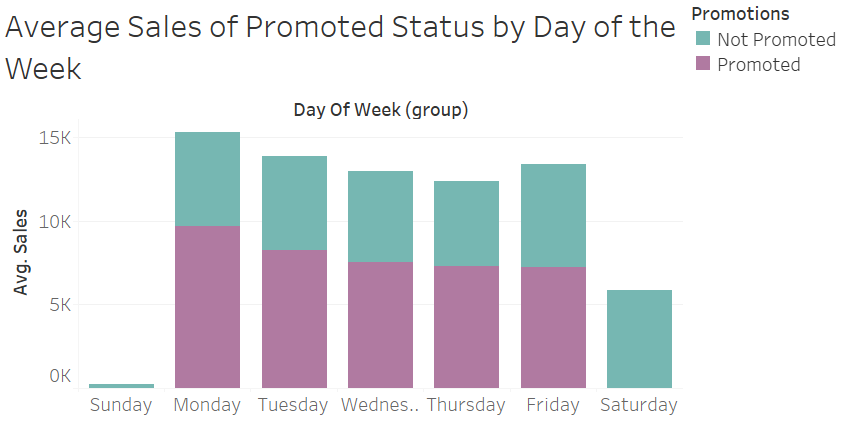 Average Sales of Promoted Status by Day of the
Week
Promotions
Not Promoted
Promoted
Day Of Week (group)
Avg. Sales
15K
10K
5K
0K
Sunday Monday Tuesday Wednes.. Thursday Friday Saturday